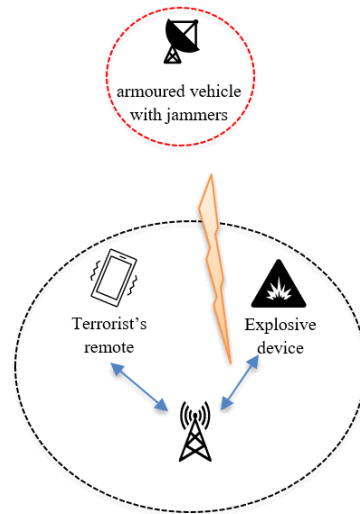 armoured vehicle
with jammers
Terrorist's
remote
Explosive
device